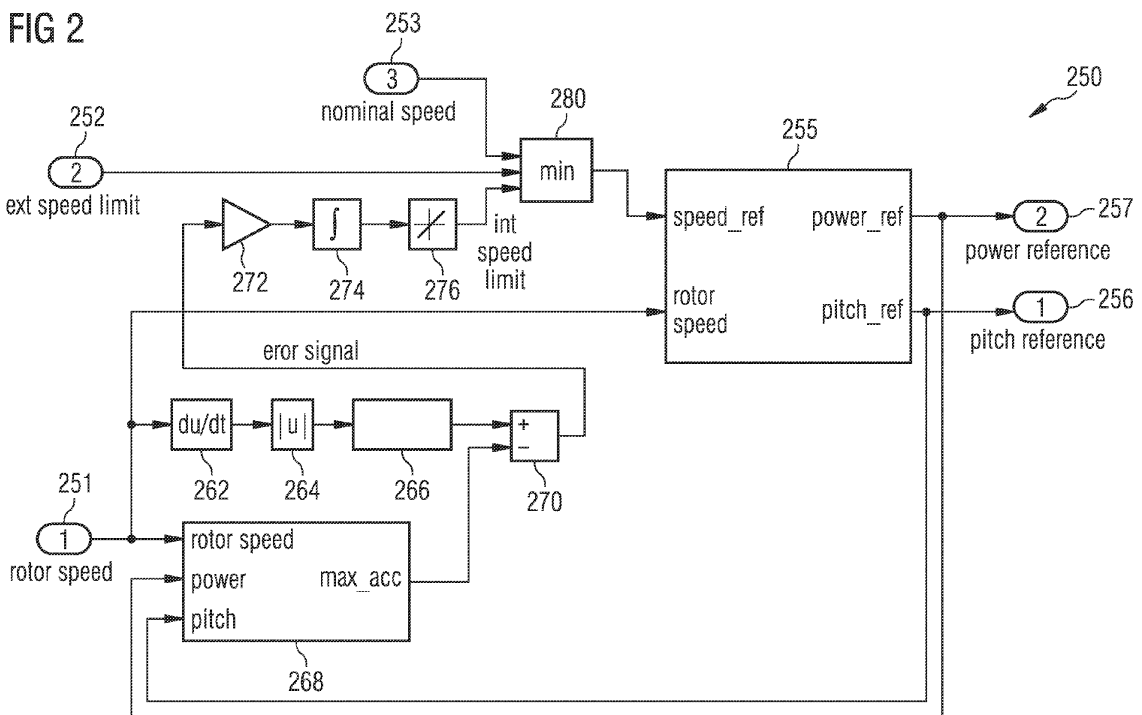 FIG 2
253
3
nominal speed
250
252
2
ext speed limit
280
min
255
speed_ref
power_ref
2
257
power reference
272
∫
274
276
int
speed
limit
rotor
speed
pitch_ref
1
256
pitch reference
eror signal
du/dt
|u|
+
−
262
264
266
270
251
1
rotor speed
rotor speed
power
max_acc
pitch
268